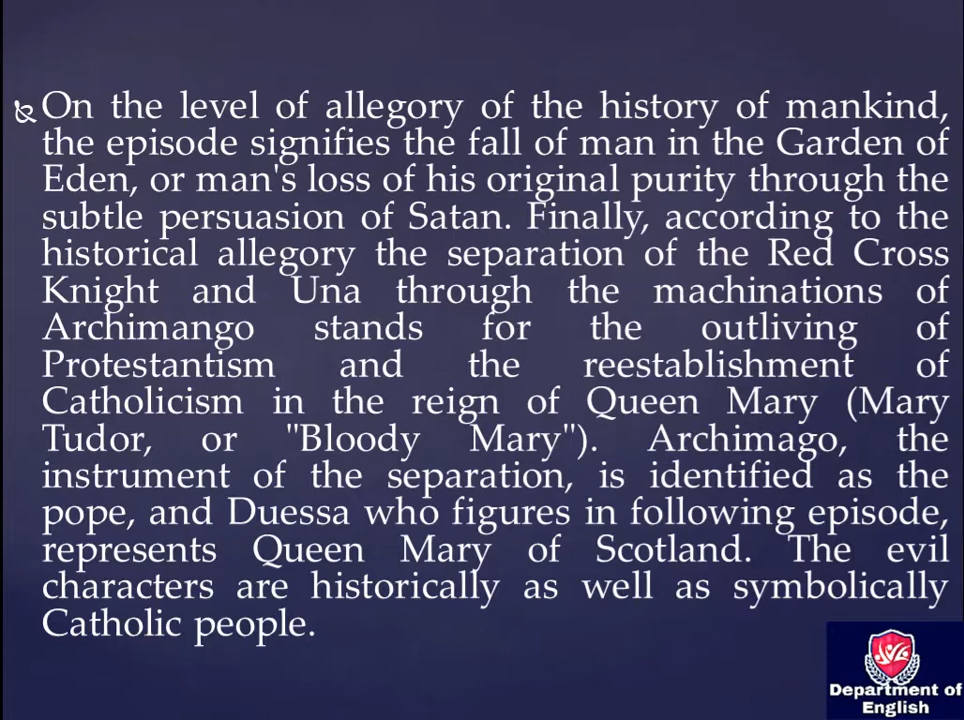 On the level of allegory of the history of mankind,
the episode signifies the fall of man in the Garden of
Eden, or man's loss of his original purity through the
subtle persuasion of Satan. Finally, according to the
historical allegory the separation of the Red Cross
Knight and Una through the machinations of
Archimango stands for the outliving of
Protestantism and the reestablishment of
Catholicism in the reign of Queen Mary (Mary
Tudor, or "Bloody Mary"). Archimago, the
instrument of the separation, is identified as the
pope, and Duessa who figures in following episode,
represents Queen Mary of Scotland. The evil
characters are historically as well as symbolically
Catholic people.
Department of
English